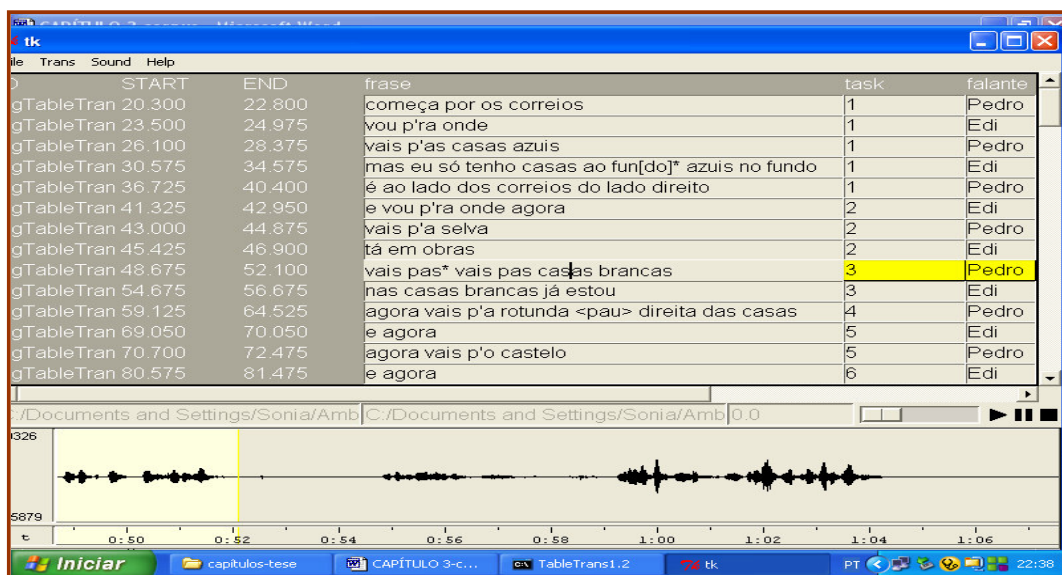 tk
ile Trans Sound Help
START END frase task falante
gTableTran 20.300 22.800 começa por os correios 1 Pedro
gTableTran 23.500 24.975 vou p'ra onde 1 Edi
gTableTran 26.100 28.375 vais p'as casas azuis 1 Pedro
gTableTran 30.575 34.575 mas eu só tenho casas ao fun[do]* azuis no fundo 1 Edi
gTableTran 36.725 40.400 é ao lado dos correios do lado direito 1 Pedro
gTableTran 41.325 42.950 e vou p'ra onde agora 2 Edi
gTableTran 43.000 44.875 vais p'a selva 2 Pedro
gTableTran 45.425 46.900 tá em obras 2 Edi
gTableTran 48.675 52.100 vais pas* vais pas casas brancas 3 Pedro
gTableTran 54.675 56.675 nas casas brancas já estou 3 Edi
gTableTran 59.125 64.525 agora vais p'a rotunda <pau> direita das casas 4 Pedro
gTableTran 69.050 70.050 e agora 5 Edi
gTableTran 70.700 72.475 agora vais p'o castelo 5 Pedro
gTableTran 80.575 81.475 e agora 6 Edi
:/Documents and Settings/Sonia/Amb C:/Documents and Settings/Sonia/Amb 0.0
326
5879
t 0:50 0:52 0:54 0:56 0:58 1:00 1:02 1:04 1:06
Iniciar capítulos-tese CAPÍTULO 3-c... TableTrans1.2 tk PT 22:38